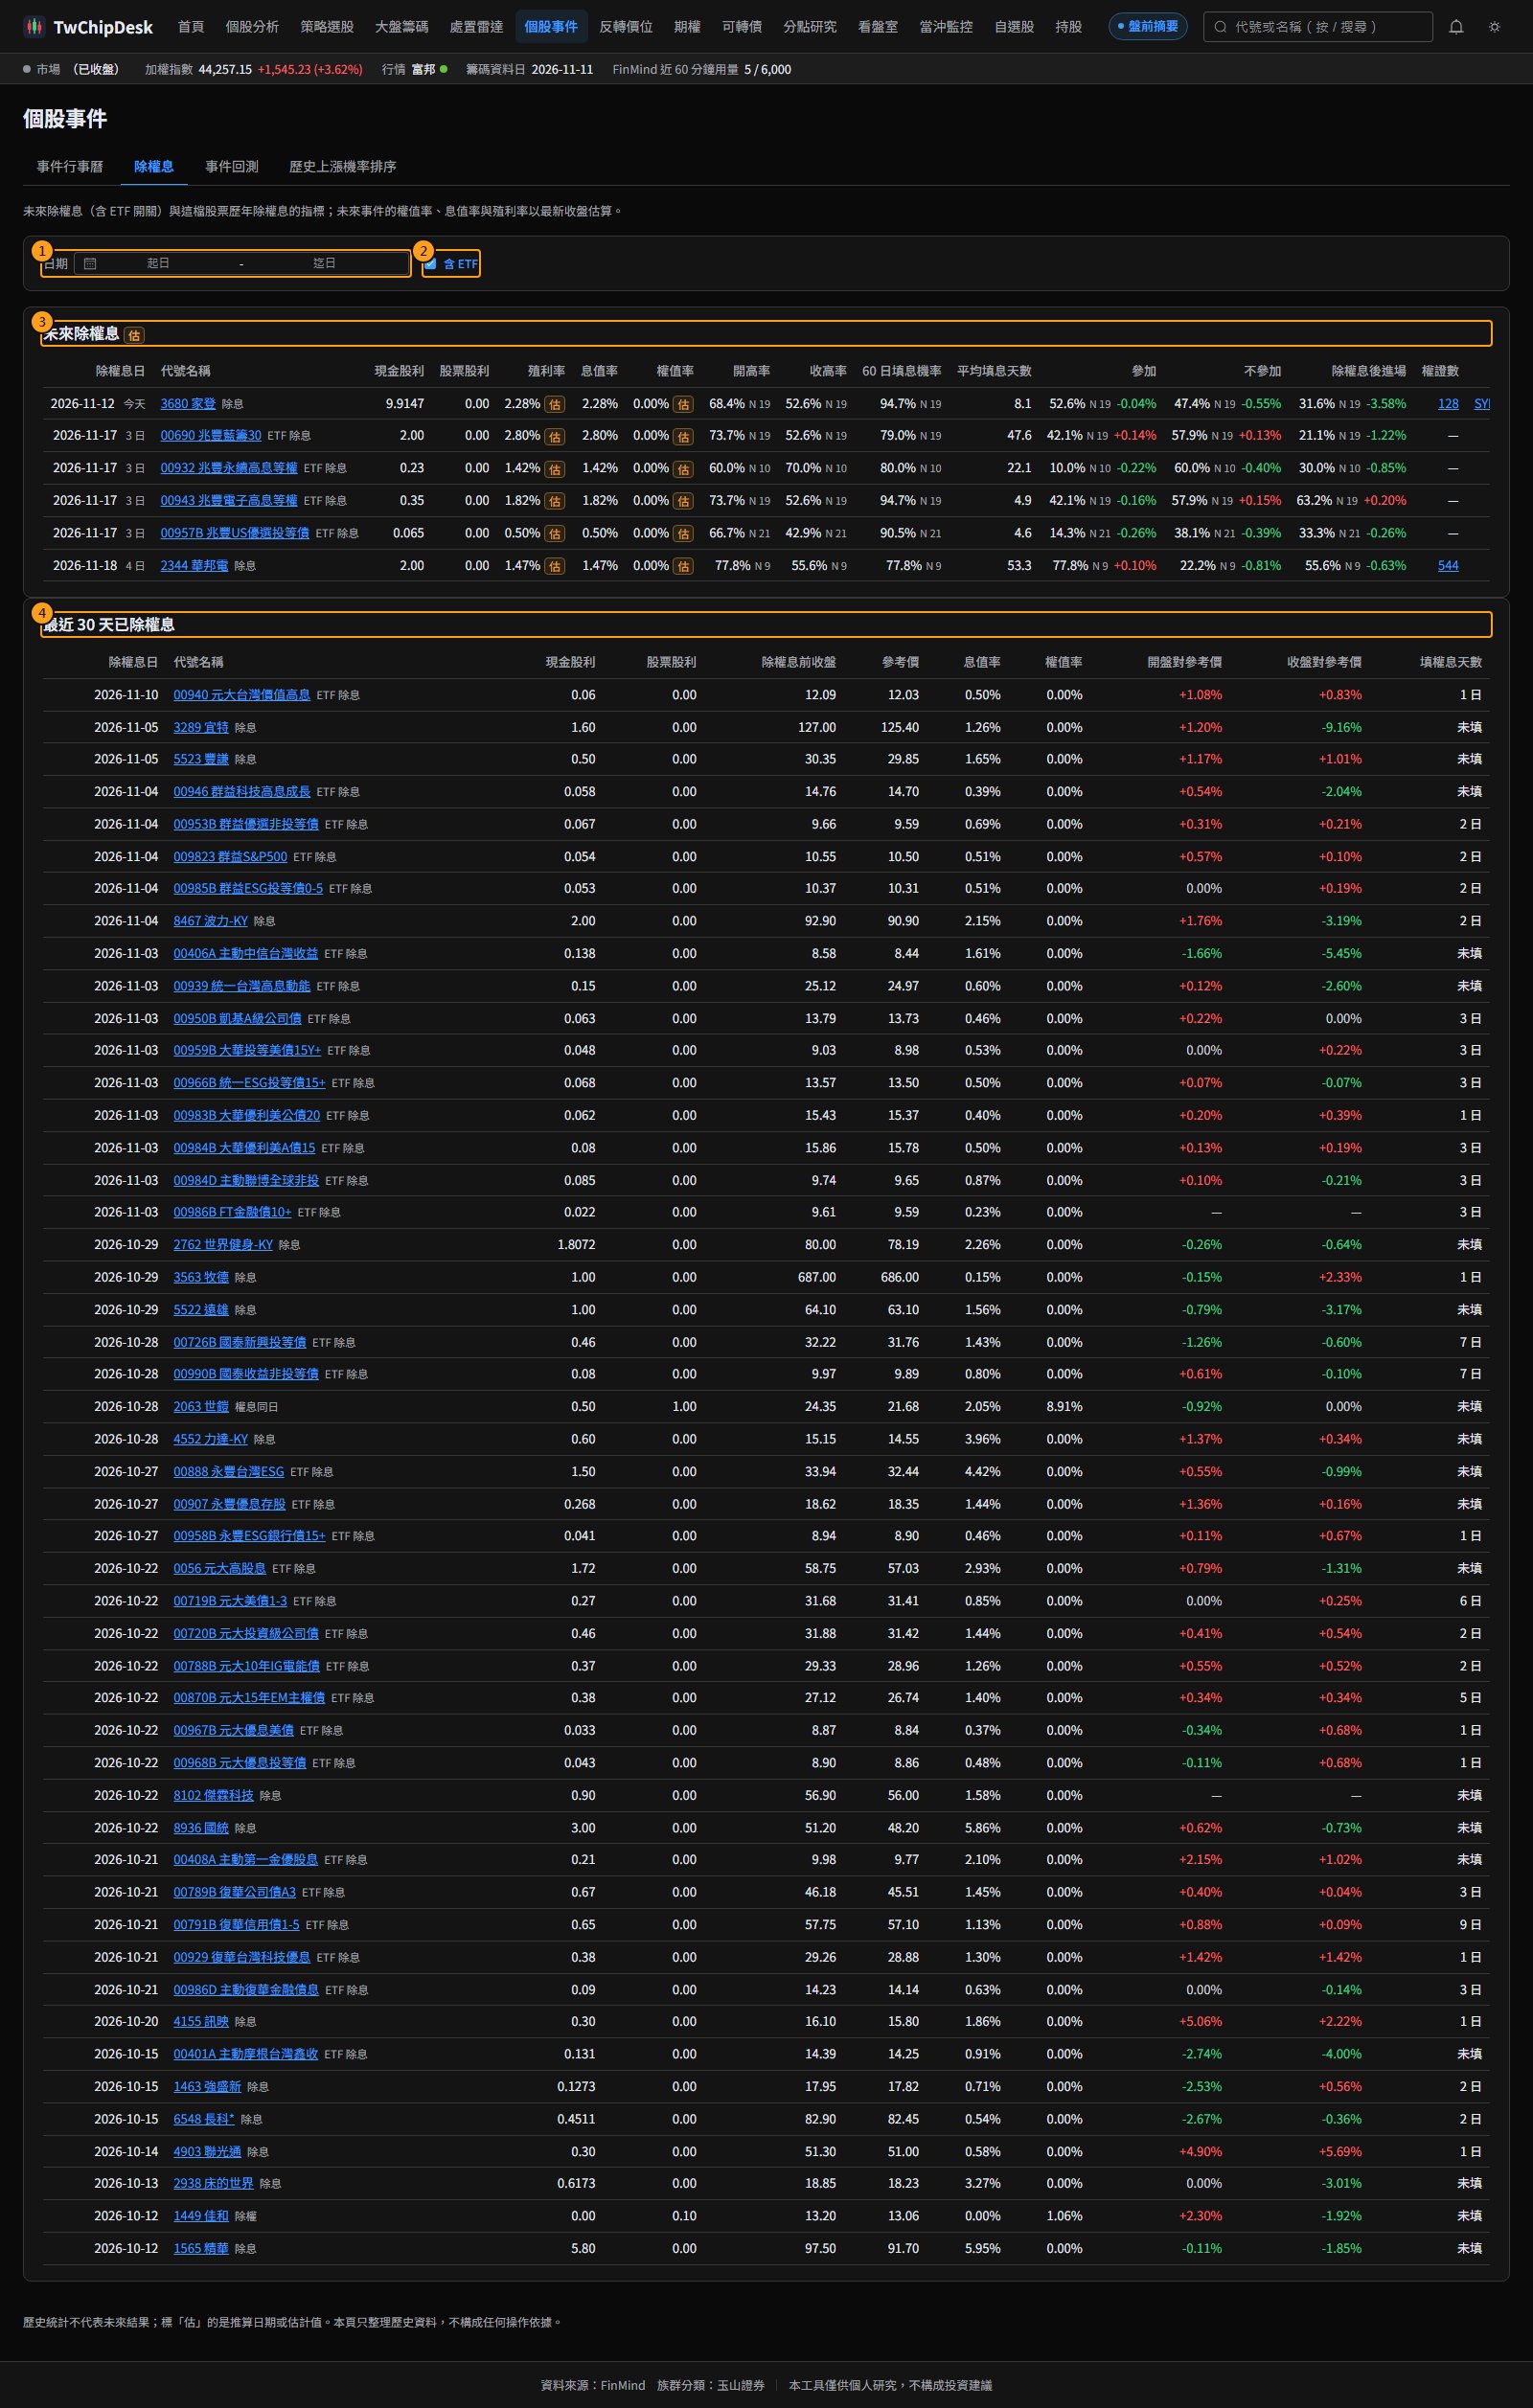 TwChipDesk 首頁 個股分析 策略選股 大盤籌碼 處置雷達 個股事件 反轉價位 期權 可轉債 分點研究 看盤室 當沖監控 自選股 持股 盤前摘要 代號或名稱（按 / 搜尋）
市場 （已收盤） 加權指數 44,257.15 +1,545.23 (+3.62%) 行情 富邦 籌碼資料日 2026-11-11 FinMind 近 60 分鐘用量 5 / 6,000
個股事件
事件行事曆 除權息 事件回測 歷史上漲機率排序
未來除權息（含 ETF 開關）與這檔股票歷年除權息的指標；未來事件的權值率、息值率與殖利率以最新收盤估算。
1 日期 起日 - 迄日 2 含 ETF
3 未來除權息 估
除權息日 代號名稱 現金股利 股票股利 殖利率 息值率 權值率 開高率 收高率 60 日填息機率 平均填息天數 參加 不參加 除權息後進場 權證數
2026-11-12 今天 3680 家登 除息 9.9147 0.00 2.28% 估 2.28% 0.00% 估 68.4% N 19 52.6% N 19 94.7% N 19 8.1 52.6% N 19 -0.04% 47.4% N 19 -0.55% 31.6% N 19 -3.58% 128
2026-11-17 3 日 00690 兆豐藍籌30 ETF 除息 2.00 0.00 2.80% 估 2.80% 0.00% 估 73.7% N 19 52.6% N 19 79.0% N 19 47.6 42.1% N 19 +0.14% 57.9% N 19 +0.13% 21.1% N 19 -1.22% —
2026-11-17 3 日 00932 兆豐永續高息等權 ETF 除息 0.23 0.00 1.42% 估 1.42% 0.00% 估 60.0% N 10 70.0% N 10 80.0% N 10 22.1 10.0% N 10 -0.22% 60.0% N 10 -0.40% 30.0% N 10 -0.85% —
2026-11-17 3 日 00943 兆豐電子高息等權 ETF 除息 0.35 0.00 1.82% 估 1.82% 0.00% 估 73.7% N 19 52.6% N 19 94.7% N 19 4.9 42.1% N 19 -0.16% 57.9% N 19 +0.15% 63.2% N 19 +0.20% —
2026-11-17 3 日 00957B 兆豐US優選投等債 ETF 除息 0.065 0.00 0.50% 估 0.50% 0.00% 估 66.7% N 21 42.9% N 21 90.5% N 21 4.6 14.3% N 21 -0.26% 38.1% N 21 -0.39% 33.3% N 21 -0.26% —
2026-11-18 4 日 2344 華邦電 除息 2.00 0.00 1.47% 估 1.47% 0.00% 估 77.8% N 9 55.6% N 9 77.8% N 9 53.3 77.8% N 9 +0.10% 22.2% N 9 -0.81% 55.6% N 9 -0.63% 544
4 最近 30 天已除權息
除權息日 代號名稱 現金股利 股票股利 除權息前收盤 參考價 息值率 權值率 開盤對參考價 收盤對參考價 填權息天數
2026-11-10 00940 元大台灣價值高息 ETF 除息 0.06 0.00 12.09 12.03 0.50% 0.00% +1.08% +0.83% 1 日
2026-11-05 3289 宜特 除息 1.60 0.00 127.00 125.40 1.26% 0.00% +1.20% -9.16% 未填
2026-11-05 5523 豐謙 除息 0.50 0.00 30.35 29.85 1.65% 0.00% +1.17% +1.01% 未填
2026-11-04 00946 群益科技高息成長 ETF 除息 0.058 0.00 14.76 14.70 0.39% 0.00% +0.54% -2.04% 未填
2026-11-04 00953B 群益優選非投等債 ETF 除息 0.067 0.00 9.66 9.59 0.69% 0.00% +0.31% +0.21% 2 日
2026-11-04 009823 群益S&P500 ETF 除息 0.054 0.00 10.55 10.50 0.51% 0.00% +0.57% +0.10% 2 日
2026-11-04 00985B 群益ESG投等債0-5 ETF 除息 0.053 0.00 10.37 10.31 0.51% 0.00% 0.00% +0.19% 2 日
2026-11-04 8467 波力-KY 除息 2.00 0.00 92.90 90.90 2.15% 0.00% +1.76% -3.19% 2 日
2026-11-03 00406A 主動中信台灣收益 ETF 除息 0.138 0.00 8.58 8.44 1.61% 0.00% -1.66% -5.45% 未填
2026-11-03 00939 統一台灣高息動能 ETF 除息 0.15 0.00 25.12 24.97 0.60% 0.00% +0.12% -2.60% 未填
2026-11-03 00950B 凱基A級公司債 ETF 除息 0.063 0.00 13.79 13.73 0.46% 0.00% +0.22% 0.00% 3 日
2026-11-03 00959B 大華投等美債15Y+ ETF 除息 0.048 0.00 9.03 8.98 0.53% 0.00% 0.00% +0.22% 3 日
2026-11-03 00966B 統一ESG投等債15+ ETF 除息 0.068 0.00 13.57 13.50 0.50% 0.00% +0.07% -0.07% 3 日
2026-11-03 00983B 大華優利美公債20 ETF 除息 0.062 0.00 15.43 15.37 0.40% 0.00% +0.20% +0.39% 1 日
2026-11-03 00984B 大華優利美A債15 ETF 除息 0.08 0.00 15.86 15.78 0.50% 0.00% +0.13% +0.19% 3 日
2026-11-03 00984D 主動聯博全球非投 ETF 除息 0.085 0.00 9.74 9.65 0.87% 0.00% +0.10% -0.21% 3 日
2026-11-03 00986B FT金融債10+ ETF 除息 0.022 0.00 9.61 9.59 0.23% 0.00% — — 3 日
2026-10-29 2762 世界健身-KY 除息 1.8072 0.00 80.00 78.19 2.26% 0.00% -0.26% -0.64% 未填
2026-10-29 3563 牧德 除息 1.00 0.00 687.00 686.00 0.15% 0.00% -0.15% +2.33% 1 日
2026-10-29 5522 遠雄 除息 1.00 0.00 64.10 63.10 1.56% 0.00% -0.79% -3.17% 未填
2026-10-28 00726B 國泰新興投等債 ETF 除息 0.46 0.00 32.22 31.76 1.43% 0.00% -1.26% -0.60% 7 日
2026-10-28 00990B 國泰收益非投等債 ETF 除息 0.08 0.00 9.97 9.89 0.80% 0.00% +0.61% -0.10% 7 日
2026-10-28 2063 世鎧 權息同日 0.50 1.00 24.35 21.68 2.05% 8.91% -0.92% 0.00% 未填
2026-10-28 4552 力達-KY 除息 0.60 0.00 15.15 14.55 3.96% 0.00% +1.37% +0.34% 未填
2026-10-27 00888 永豐台灣ESG ETF 除息 1.50 0.00 33.94 32.44 4.42% 0.00% +0.55% -0.99% 未填
2026-10-27 00907 永豐優息存股 ETF 除息 0.268 0.00 18.62 18.35 1.44% 0.00% +1.36% +0.16% 未填
2026-10-27 00958B 永豐ESG銀行債15+ ETF 除息 0.041 0.00 8.94 8.90 0.46% 0.00% +0.11% +0.67% 1 日
2026-10-22 0056 元大高股息 ETF 除息 1.72 0.00 58.75 57.03 2.93% 0.00% +0.79% -1.31% 未填
2026-10-22 00719B 元大美債1-3 ETF 除息 0.27 0.00 31.68 31.41 0.85% 0.00% 0.00% +0.25% 6 日
2026-10-22 00720B 元大投資級公司債 ETF 除息 0.46 0.00 31.88 31.42 1.44% 0.00% +0.41% +0.54% 2 日
2026-10-22 00788B 元大10年IG電能債 ETF 除息 0.37 0.00 29.33 28.96 1.26% 0.00% +0.55% +0.52% 2 日
2026-10-22 00870B 元大15年EM主權債 ETF 除息 0.38 0.00 27.12 26.74 1.40% 0.00% +0.34% +0.34% 5 日
2026-10-22 00967B 元大優息美債 ETF 除息 0.033 0.00 8.87 8.84 0.37% 0.00% -0.34% +0.68% 1 日
2026-10-22 00968B 元大優息投等債 ETF 除息 0.043 0.00 8.90 8.86 0.48% 0.00% -0.11% +0.68% 1 日
2026-10-22 8102 傑霖科技 除息 0.90 0.00 56.90 56.00 1.58% 0.00% — — 未填
2026-10-22 8936 國統 除息 3.00 0.00 51.20 48.20 5.86% 0.00% +0.62% -0.73% 未填
2026-10-21 00408A 主動第一金優股息 ETF 除息 0.21 0.00 9.98 9.77 2.10% 0.00% +2.15% +1.02% 未填
2026-10-21 00789B 復華公司債A3 ETF 除息 0.67 0.00 46.18 45.51 1.45% 0.00% +0.40% +0.04% 3 日
2026-10-21 00791B 復華信用債1-5 ETF 除息 0.65 0.00 57.75 57.10 1.13% 0.00% +0.88% +0.09% 9 日
2026-10-21 00929 復華台灣科技優息 ETF 除息 0.38 0.00 29.26 28.88 1.30% 0.00% +1.42% +1.42% 1 日
2026-10-21 00986D 主動復華金融債息 ETF 除息 0.09 0.00 14.23 14.14 0.63% 0.00% 0.00% -0.14% 3 日
2026-10-20 4155 訊映 除息 0.30 0.00 16.10 15.80 1.86% 0.00% +5.06% +2.22% 1 日
2026-10-15 00401A 主動摩根台灣鑫收 ETF 除息 0.131 0.00 14.39 14.25 0.91% 0.00% -2.74% -4.00% 未填
2026-10-15 1463 強盛新 除息 0.1273 0.00 17.95 17.82 0.71% 0.00% -2.53% +0.56% 2 日
2026-10-15 6548 長科* 除息 0.4511 0.00 82.90 82.45 0.54% 0.00% -2.67% -0.36% 2 日
2026-10-14 4903 聯光通 除息 0.30 0.00 51.30 51.00 0.58% 0.00% +4.90% +5.69% 1 日
2026-10-13 2938 床的世界 除息 0.6173 0.00 18.85 18.23 3.27% 0.00% 0.00% -3.01% 未填
2026-10-12 1449 佳和 除權 0.00 0.10 13.20 13.06 0.00% 1.06% +2.30% -1.92% 未填
2026-10-12 1565 精華 除息 5.80 0.00 97.50 91.70 5.95% 0.00% -0.11% -1.85% 未填
歷史統計不代表未來結果；標「估」的是推算日期或估計值。本頁只整理歷史資料，不構成任何操作依據。
資料來源：FinMind 族群分類：玉山證券 本工具僅供個人研究，不構成投資建議